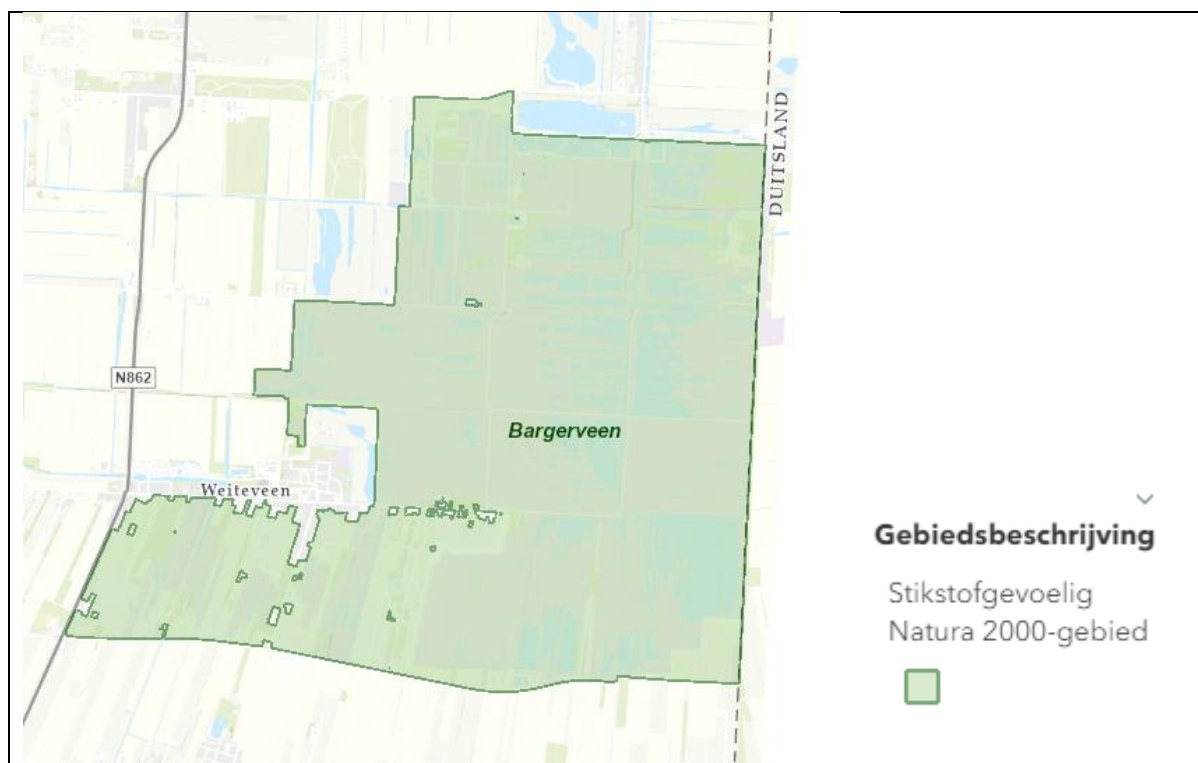 DUITSLAND
N862
Bargerveen
Weiteveen
Gebiedsbeschrijving
Stikstofgevoelig
Natura 2000-gebied